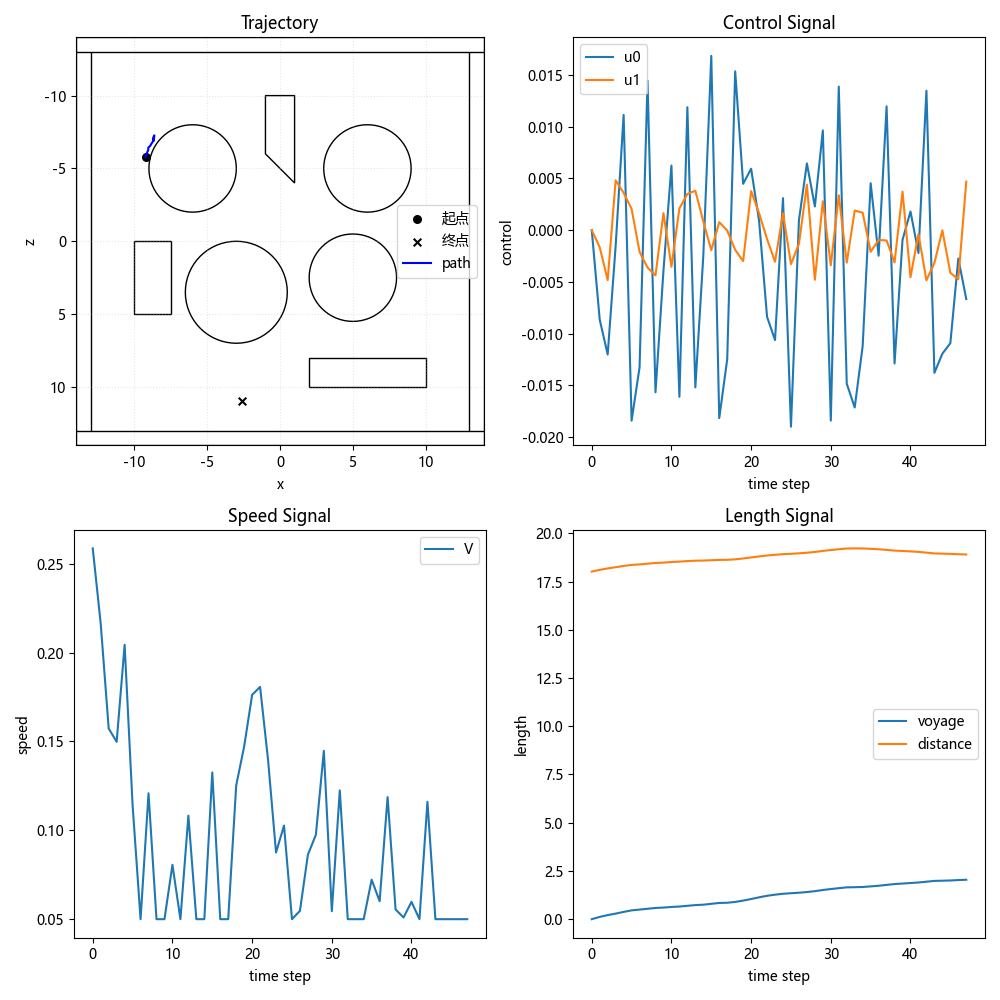 Trajectory
-10
-5
0
5
10
z
-10
-5
0
5
10
x
起点
终点
path
Control Signal
u0
u1
0.015
0.010
0.005
0.000
-0.005
-0.010
-0.015
-0.020
control
0
10
20
30
40
time step
Speed Signal
V
0.25
0.20
0.15
0.10
0.05
speed
0
10
20
30
40
time step
Length Signal
20.0
17.5
15.0
12.5
10.0
7.5
5.0
2.5
0.0
length
voyage
distance
0
10
20
30
40
time step